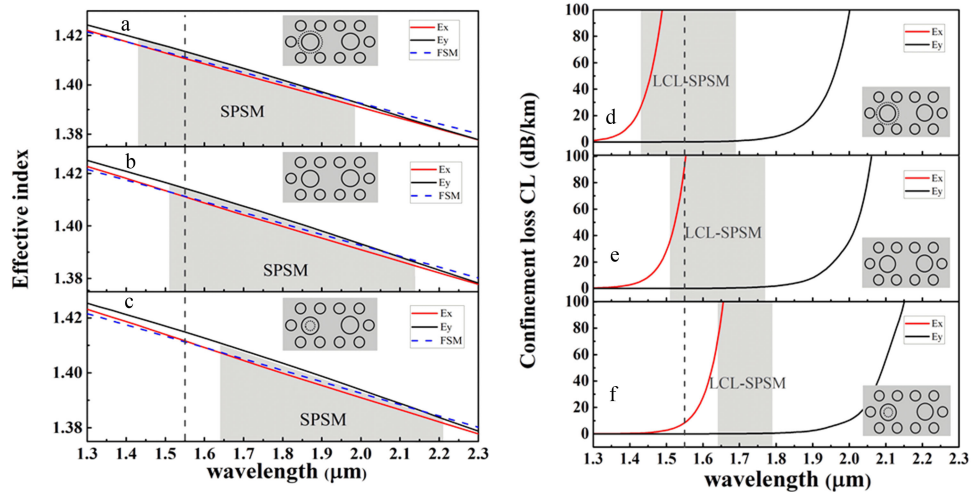 Effective index
a
Ex
Ey
FSM
SPSM
1.42
1.40
1.38
b
Ex
Ey
FSM
SPSM
1.42
1.40
1.38
c
Ex
Ey
FSM
SPSM
1.42
1.40
1.38
1.3 1.4 1.5 1.6 1.7 1.8 1.9 2.0 2.1 2.2 2.3
wavelength (μm)
Confinement loss CL (dB/km)
100
80
60
40
20
0
d
LCL-SPSM
Ex
Ey
100
80
60
40
20
0
e
LCL-SPSM
Ex
Ey
100
80
60
40
20
0
f
LCL-SPSM
Ex
Ey
1.3 1.4 1.5 1.6 1.7 1.8 1.9 2.0 2.1 2.2 2.3
wavelength (μm)